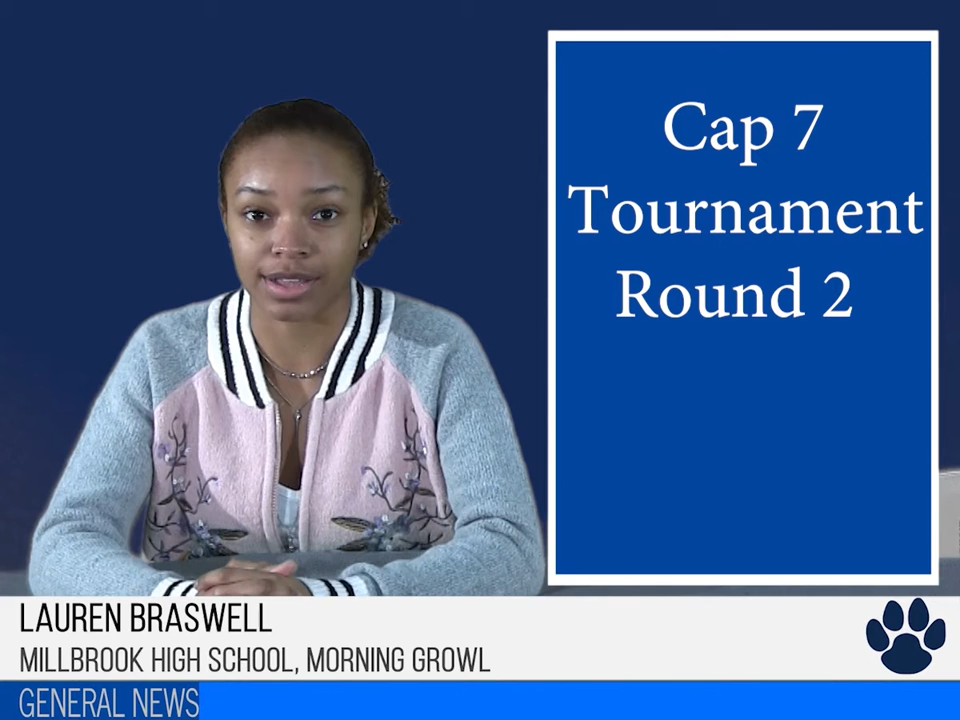 Cap 7
Tournament
Round 2
LAUREN BRASWELL
MILLBROOK HIGH SCHOOL, MORNING GROWL
GENERAL NEWS